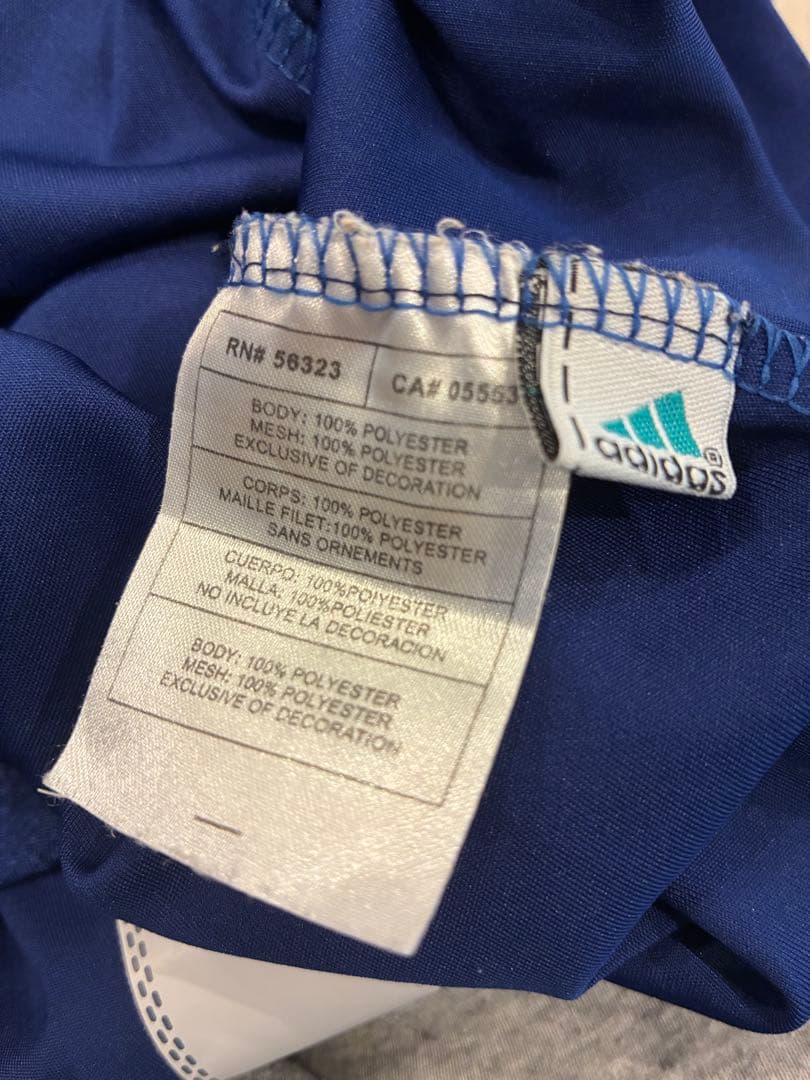 RN# 56323
BODY: 100% POLYESTER
MESH: 100% POLYESTER
EXCLUSIVE OF DECORATION
CORPS: 100% POLYESTER
MAILLE FILET:100% POLYESTER
SANS ORNEMENTS
CUERPO: 100%POIYESTER
MALLA: 100%POLIESTER
NO INCLUYE LA DECORACION
BODY: 100% POLYESTER
MESH: 100% POLYESTER
EXCLUSIVE OF DECORATION
CA#
adidas®